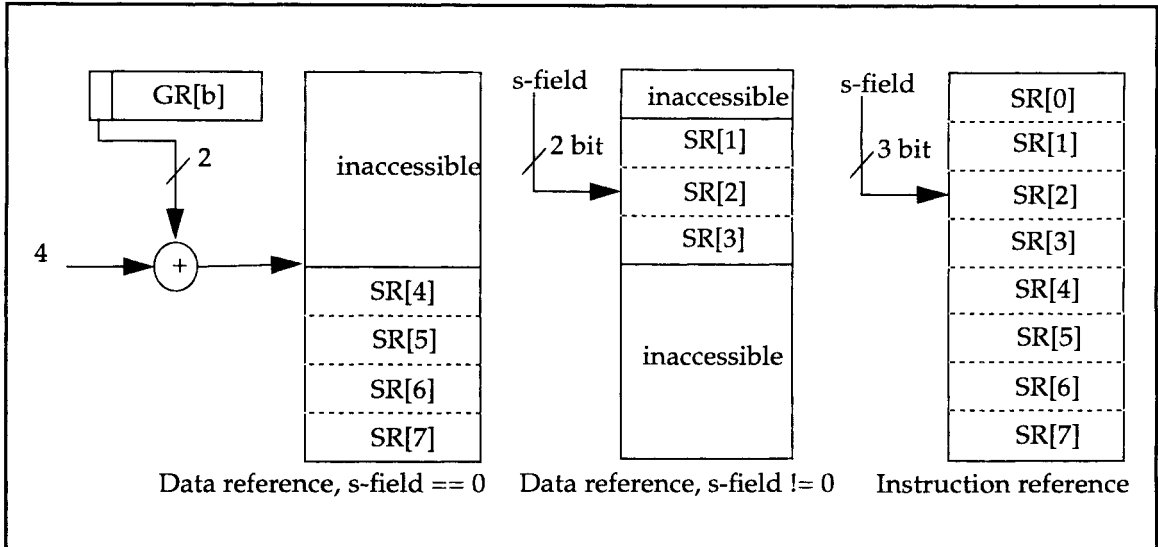 GR[b]
2
4
+
inaccessible
SR[4]
SR[5]
SR[6]
SR[7]
Data reference, s-field == 0
s-field
2 bit
inaccessible
SR[1]
SR[2]
SR[3]
inaccessible
Data reference, s-field != 0
s-field
3 bit
SR[0]
SR[1]
SR[2]
SR[3]
SR[4]
SR[5]
SR[6]
SR[7]
Instruction reference